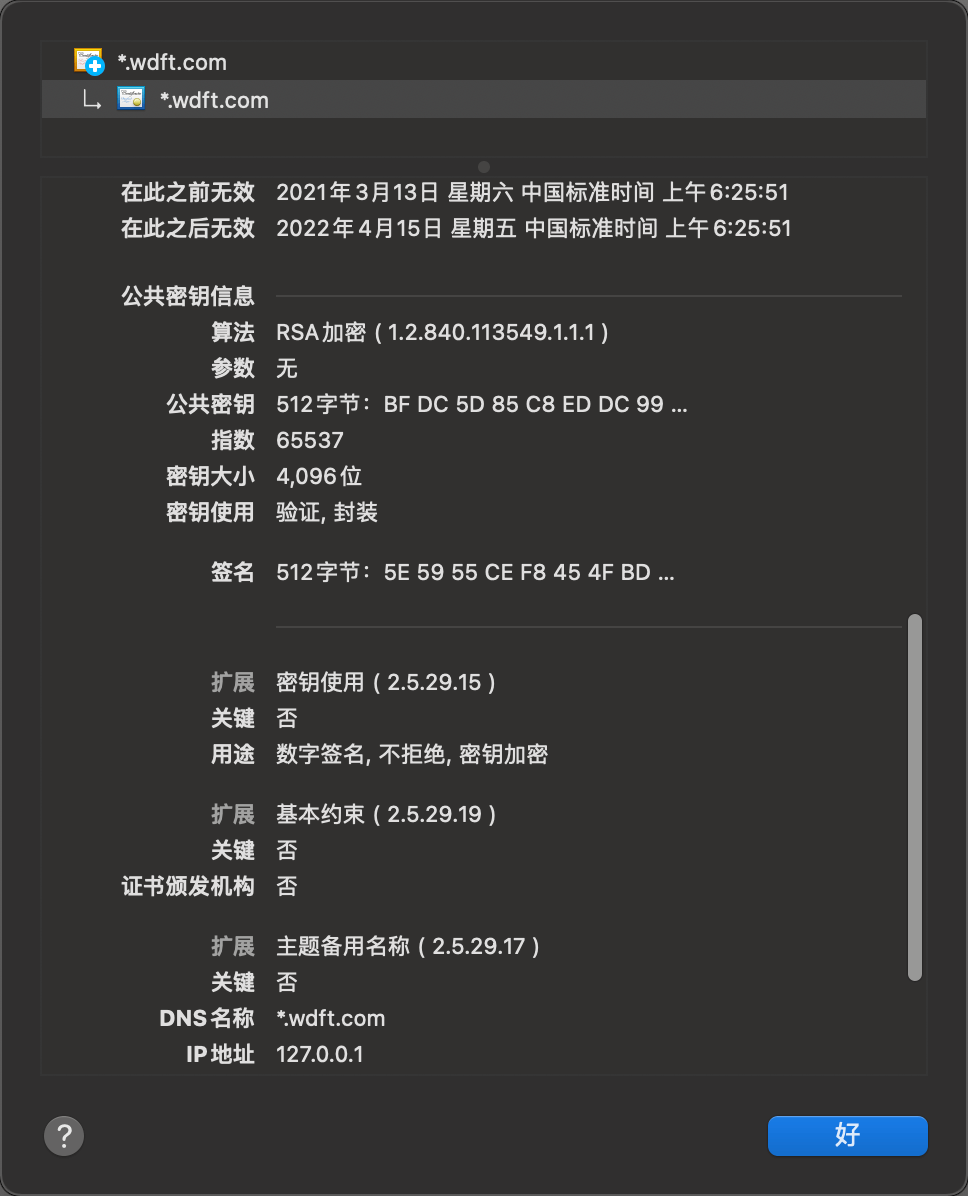 *.wdft.com
*.wdft.com
在此之前无效 2021年3月13日 星期六 中国标准时间 上午6:25:51
在此之后无效 2022年4月15日 星期五 中国标准时间 上午6:25:51
公共密钥信息
算法 RSA加密 ( 1.2.840.113549.1.1.1 )
参数 无
公共密钥 512字节：BF DC 5D 85 C8 ED DC 99 ...
指数 65537
密钥大小 4,096位
密钥使用 验证, 封装
签名 512字节：5E 59 55 CE F8 45 4F BD ...
扩展 密钥使用 ( 2.5.29.15 )
关键 否
用途 数字签名, 不拒绝, 密钥加密
扩展 基本约束 ( 2.5.29.19 )
关键 否
证书颁发机构 否
扩展 主题备用名称 ( 2.5.29.17 )
关键 否
DNS名称 *.wdft.com
IP地址 127.0.0.1
? 好